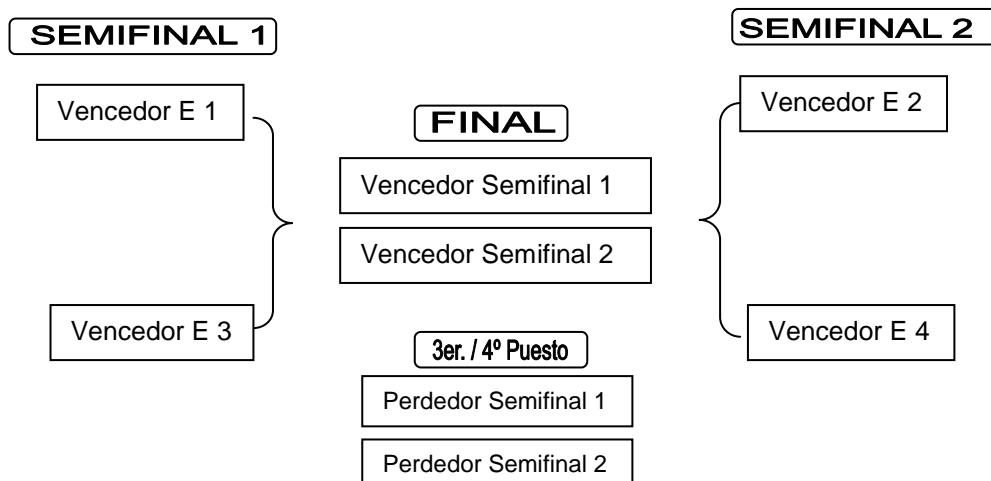 SEMIFINAL 1
SEMIFINAL 2
Vencedor E 1
Vencedor E 2
FINAL
Vencedor Semifinal 1
Vencedor Semifinal 2
Vencedor E 3
Vencedor E 4
3er. / 4º Puesto
Perdedor Semifinal 1
Perdedor Semifinal 2